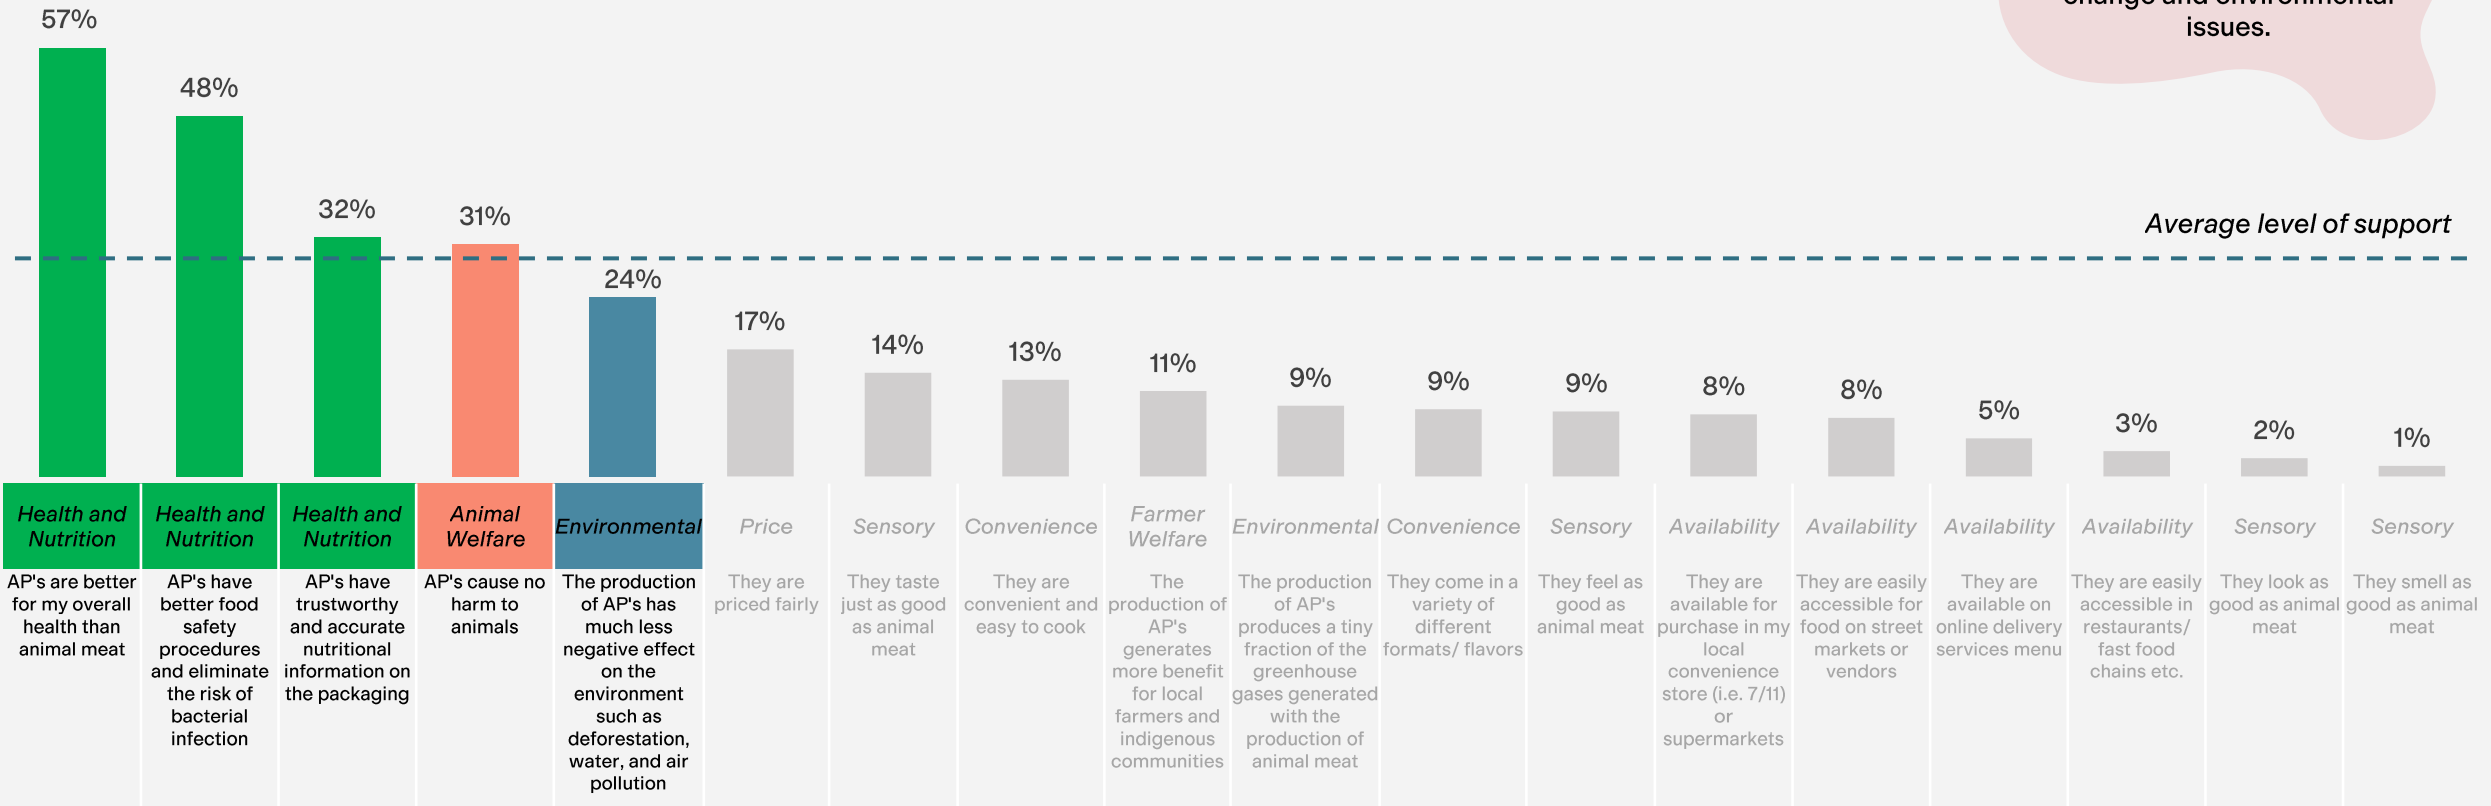 change and environmental
issues.
57%
48%
32%
31%
Average level of support
24%
17%
14%
13%
11%
9%
9%
9%
8%
8%
5%
3%
2%
1%
Health and
Nutrition
AP's are better
for my overall
health than
animal meat
Health and
Nutrition
AP's have
better food
safety
procedures
and eliminate
the risk of
bacterial
infection
Health and
Nutrition
AP's have
trustworthy
and accurate
nutritional
information on
the packaging
Animal
Welfare
AP's cause no
harm to
animals
Environmental
The production
of AP's has
much less
negative effect
on the
environment
such as
deforestation,
water, and air
pollution
Price
They are
priced fairly
Sensory
They taste
just as good
as animal
meat
Convenience
They are
convenient and
easy to cook
Farmer
Welfare
The
production of
AP's
generates
more benefit
for local
farmers and
indigenous
communities
Environmental
The production
of AP's
produces a tiny
fraction of the
greenhouse
gases generated
with the
production of
animal meat
Convenience
They come in a
variety of
different
formats/ flavors
Sensory
They feel as
good as
animal meat
Availability
They are
available for
purchase in my
local
convenience
store (i.e. 7/11)
or
supermarkets
Availability
They are easily
accessible for
food on street
markets or
vendors
Availability
They are
available on
online delivery
services menu
Availability
They are easily
accessible in
restaurants/
fast food
chains etc.
Sensory
They look as
good as animal
meat
Sensory
They smell as
good as animal
meat